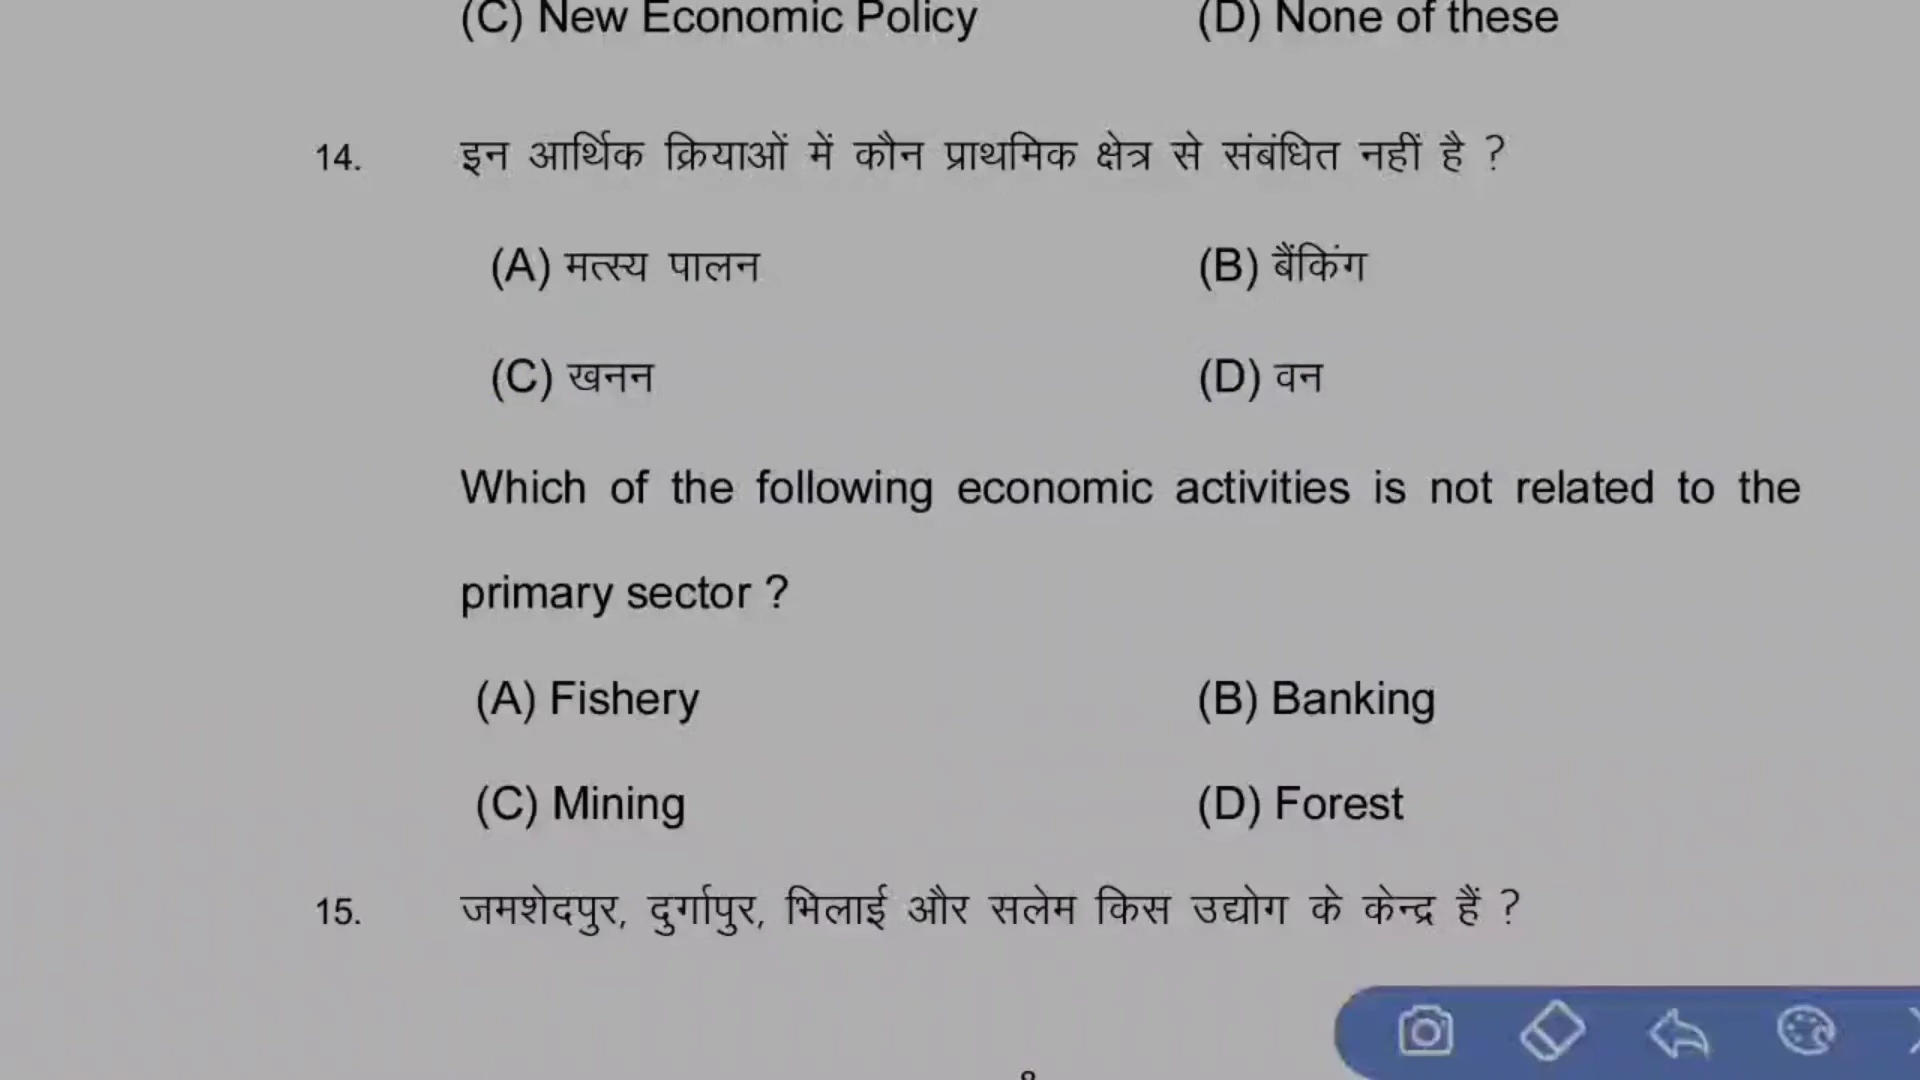 (C) New Economic Policy (D) None of these
14. इन आर्थिक क्रियाओं में कौन प्राथमिक क्षेत्र से संबंधित नहीं है ?
(A) मत्स्य पालन (B) बैंकिंग
(C) खनन (D) वन
Which of the following economic activities is not related to the
primary sector ?
(A) Fishery (B) Banking
(C) Mining (D) Forest
15. जमशेदपुर, दुर्गापुर, भिलाई और सलेम किस उद्योग के केन्द्र हैं ?